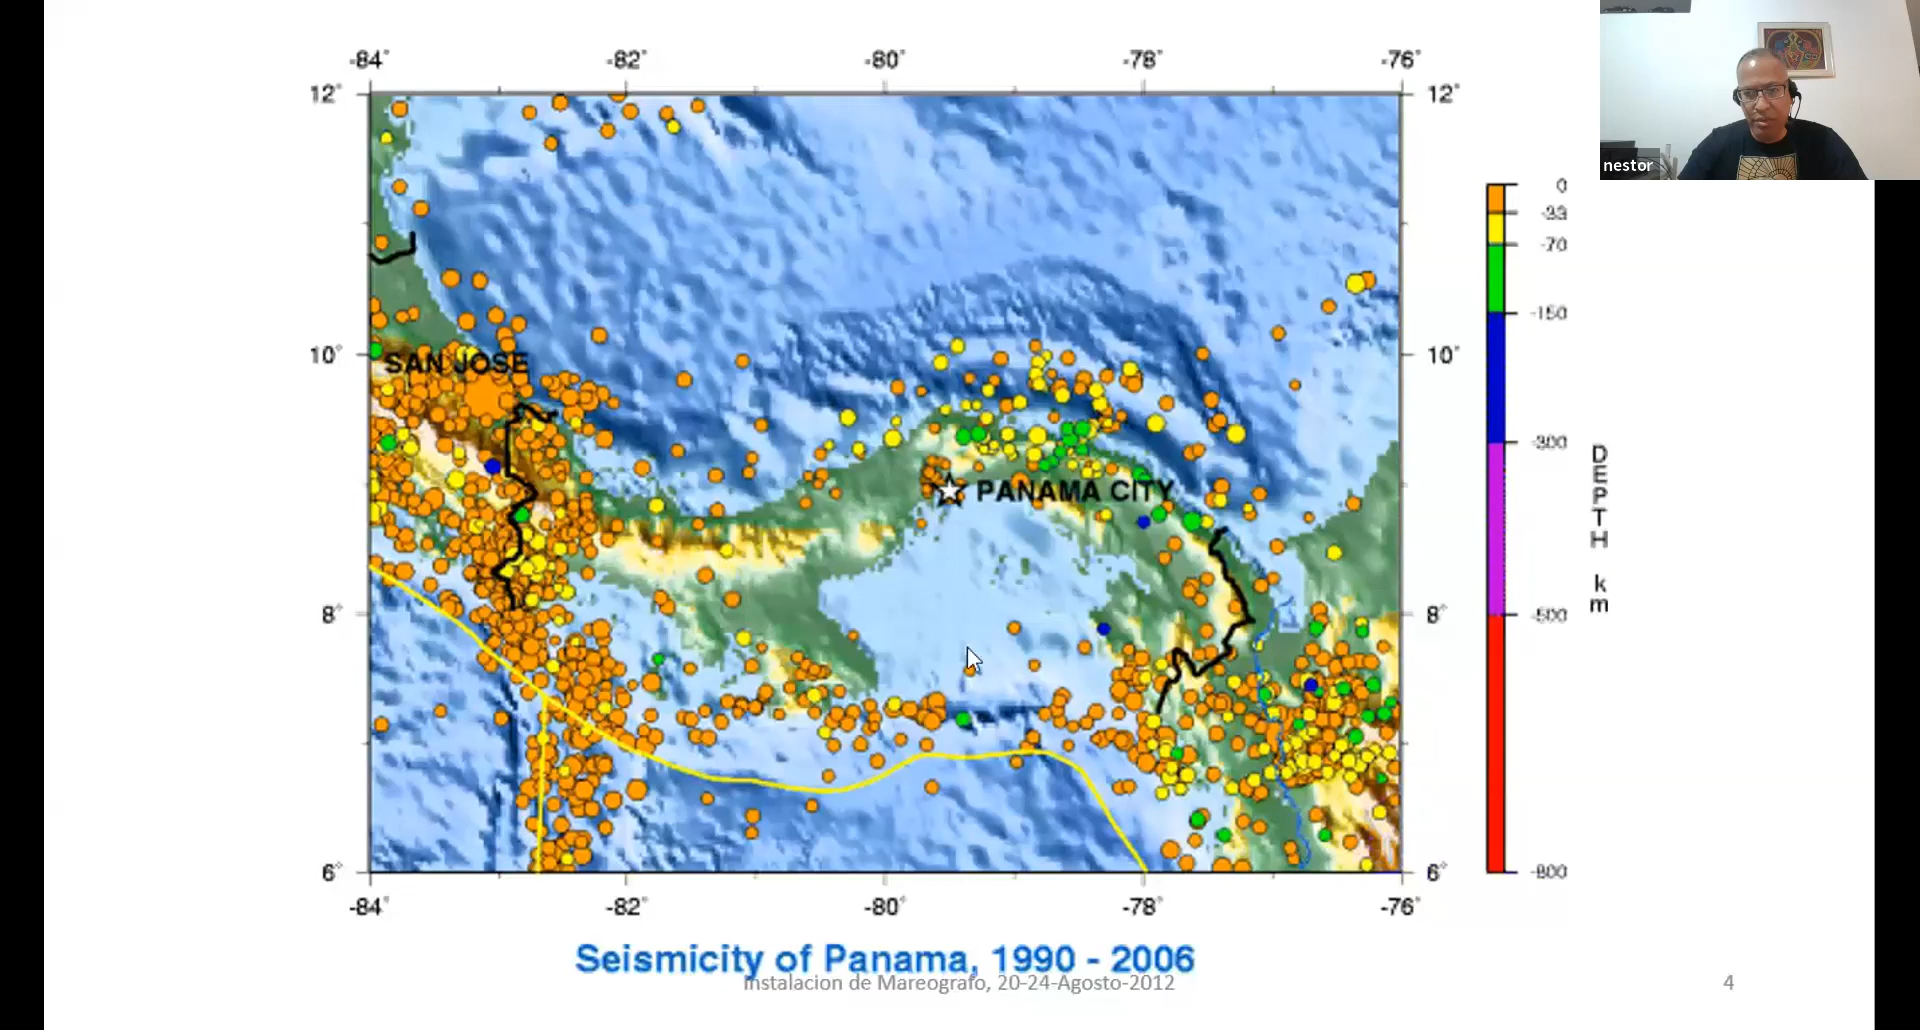 -84° -82° -80° -78° -76°
nestor
12° 12°
0
-33
-70
-150
10° SAN JOSE 10°
-300
DEPTH km
PANAMA CITY
8° 8°
-500
6° 6°
-800
-84° -82° -80° -78° -76°
Seismicity of Panama, 1990 - 2006
Instalacion de Mareografo, 20-24-Agosto-2012
4